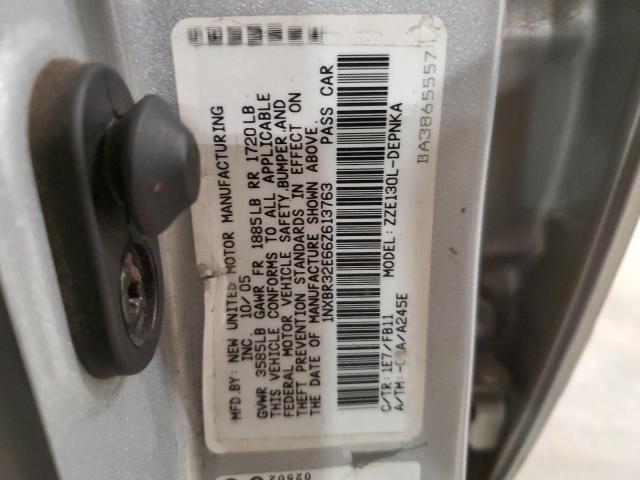 MFD.BY: NEW UNITED MOTOR MANUFACTURING
INC. 10/05
GVWR 3585LB GAWR FR 1885LB RR 1720LB
THIS VEHICLE CONFORMS TO ALL APPLICABLE
FEDERAL MOTOR VEHICLE SAFETY,BUMPER,AND
THEFT PREVENTION STANDARDS IN EFFECT ON
THE DATE OF MANUFACTURE SHOWN ABOVE.
1NXBR32E66Z613763 PASS CAR
C/TR: 1E7/FB11 MODEL: ZZE130L-DEPNKA
A/TM: /A245E
BA3865557